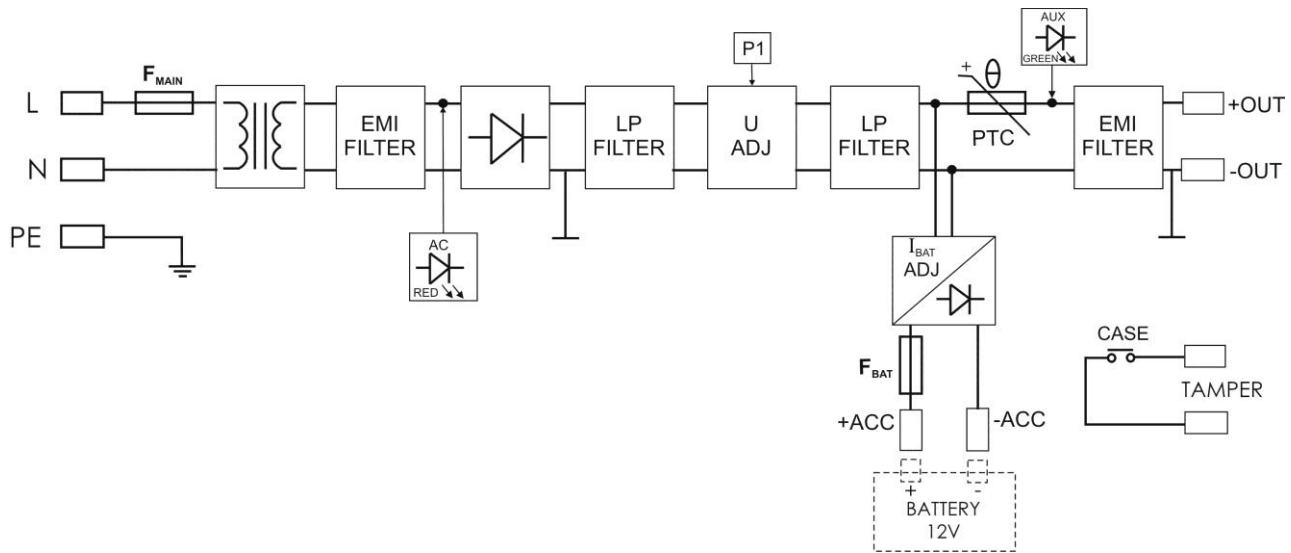 L
F MAIN
N
PE
EMI
FILTER
AC
RED
LP
FILTER
P1
U
ADJ
LP
FILTER
+ θ
PTC
AUX
GREEN
EMI
FILTER
+OUT
-OUT
I BAT
ADJ
F BAT
+ACC
-ACC
+ -
BATTERY
12V
CASE
TAMPER